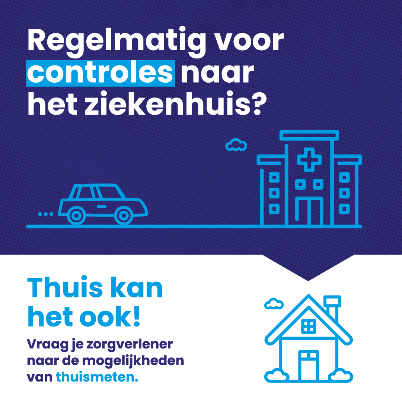 Regelmatig voor
controles naar
het ziekenhuis?
Thuis kan
het ook!
Vraag je zorgverlener
naar de mogelijkheden
van thuismeten.